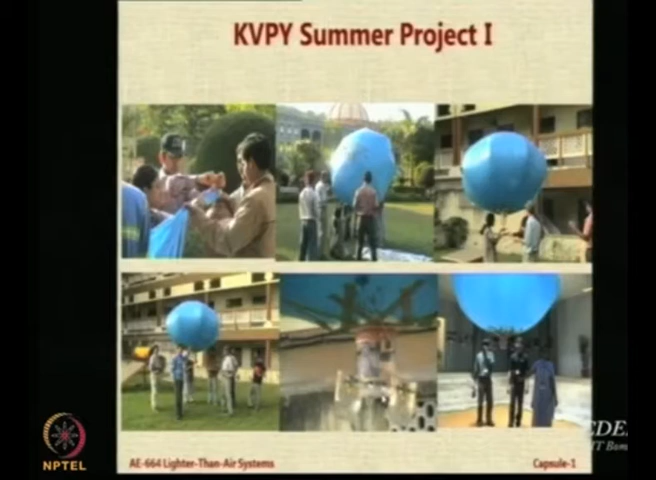 KVPY Summer Project I
NPTEL
AE-664 Lighter-Than-Air Systems
Capsule-1